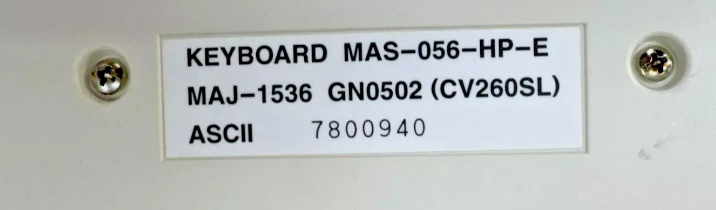 KEYBOARD MAS-056-HP-E
MAJ-1536 GN0502 (CV260SL)
ASCII 7800940